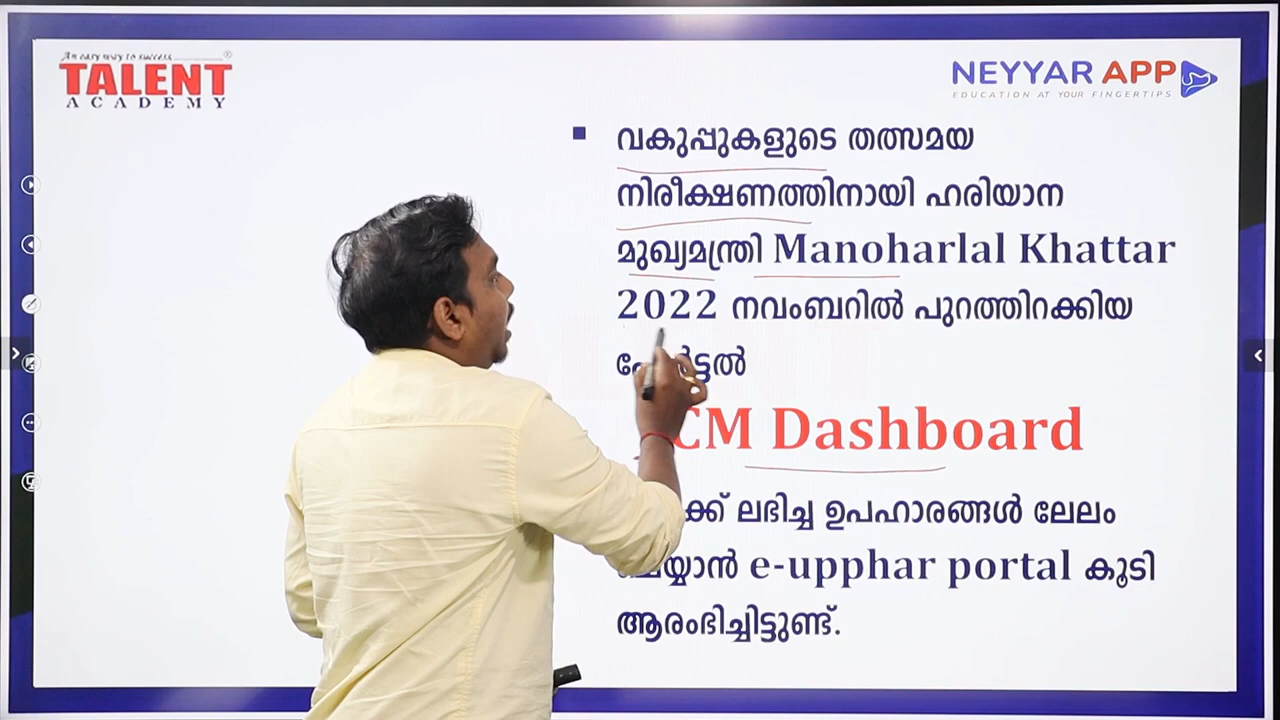 An easy way to success
TALENT
ACADEMY
NEYYAR APP
EDUCATION AT YOUR FINGERTIPS
വകുപ്പുകളുടെ തത്സമയ
നിരീക്ഷണത്തിനായി ഹരിയാന
മുഖ്യമന്ത്രി Manoharlal Khattar
2022 നവംബറിൽ പുറത്തിറക്കിയ
CM Dashboard
ലഭിച്ച ഉപഹാരങ്ങൾ ലേലം
e-upphar portal കൂടി
ആരംഭിച്ചിട്ടുണ്ട്.